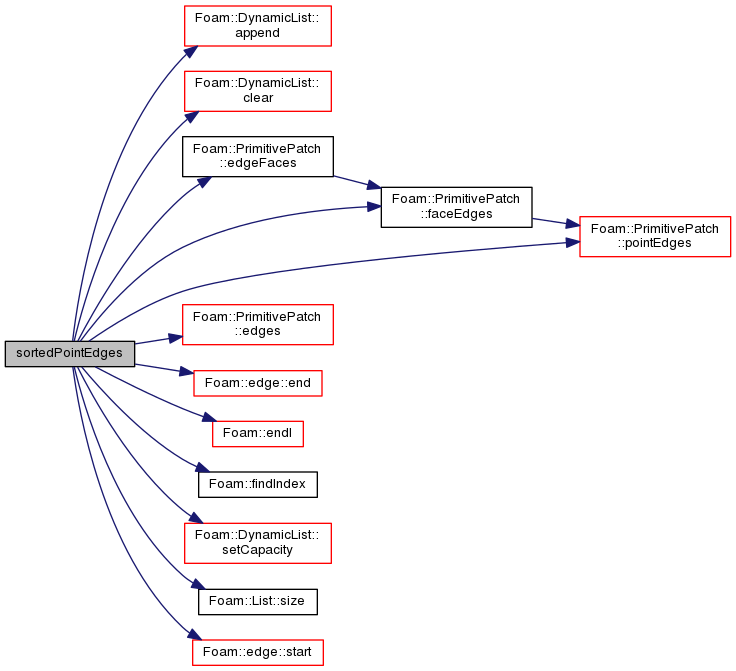 Foam::DynamicList::
append
Foam::DynamicList::
clear
Foam::PrimitivePatch
::edgeFaces
Foam::PrimitivePatch
::faceEdges
Foam::PrimitivePatch
::pointEdges
Foam::PrimitivePatch
::edges
sortedPointEdges
Foam::edge::end
Foam::endl
Foam::findIndex
Foam::DynamicList::
setCapacity
Foam::List::size
Foam::edge::start